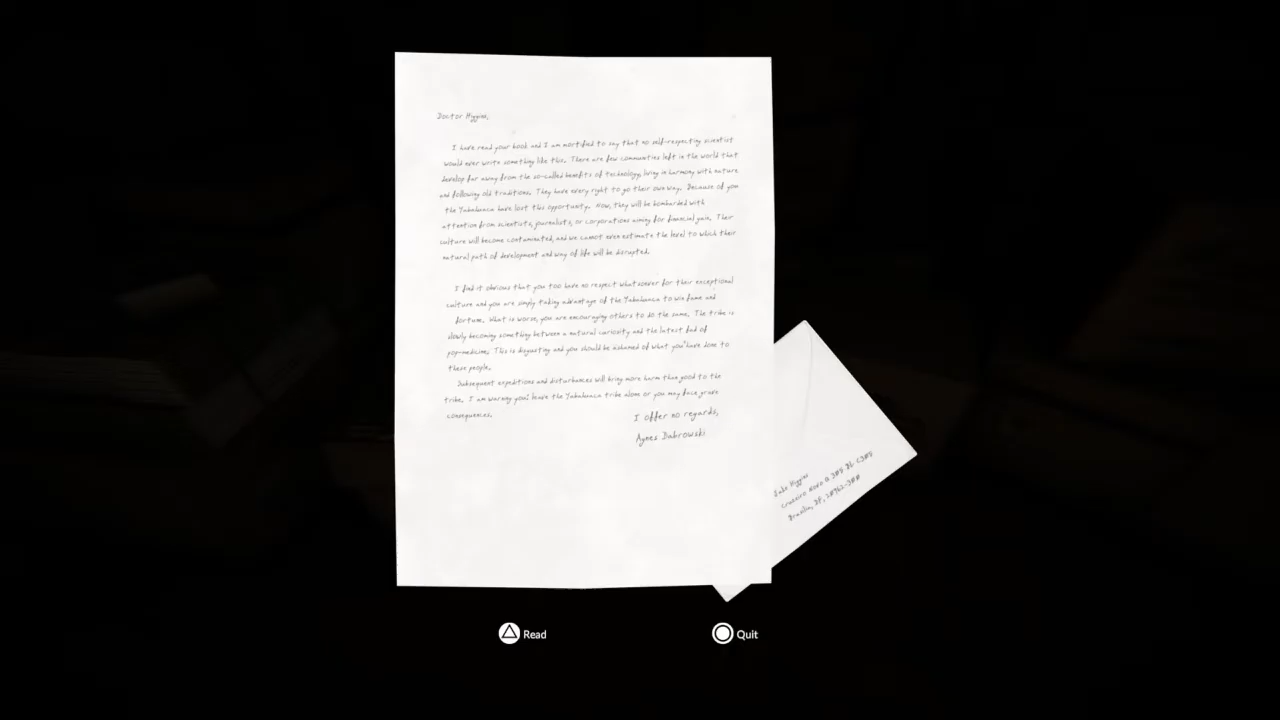 Doctor Higgins,
I have read your book and I am mortified to say that no self-respecting scientist
would ever write something like this. There are few communities left in the world that
develop far away from the so-called benefits of technology, living in harmony with nature
and following old traditions. They have every right to go their own way. Because of you
the Yabahuaca have lost this opportunity. Now, they will be bombarded with
attention from scientists, journalists, or corporations aiming for financial gain. Their
culture will become contaminated, and we cannot even estimate the level to which their
natural path of development and way of life will be disrupted.
I find it obvious that you too have no respect whatsoever for their exceptional
culture and you are simply taking advantage of the Yabahuaca to win fame and
fortune. What is worse, you are encouraging others to do the same. The tribe is
slowly becoming something between a natural curiosity and the latest fad of
pop-medicine. This is disgusting and you should be ashamed of what you have done to
these people.
Subsequent expeditions and disturbances will bring more harm than good to the
tribe. I am warning you: leave the Yabahuaca tribe alone or you may face grave
consequences.
I offer no regards,
Agnes Dabrowski
Jake Higgins
Cruzeiro Novo Q
Brasilia, DF,
Read
Quit